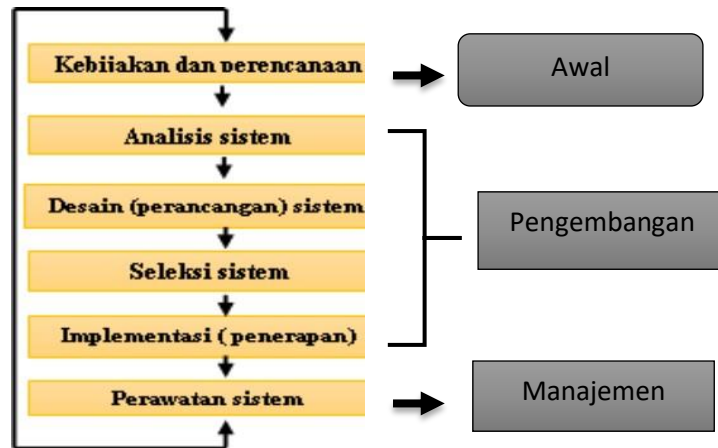 Kebijakan dan perencanaan
Awal
Analisis sistem
Desain (perancangan) sistem
Pengembangan
Seleksi sistem
Implementasi ( penerapan)
Perawatan sistem
Manajemen